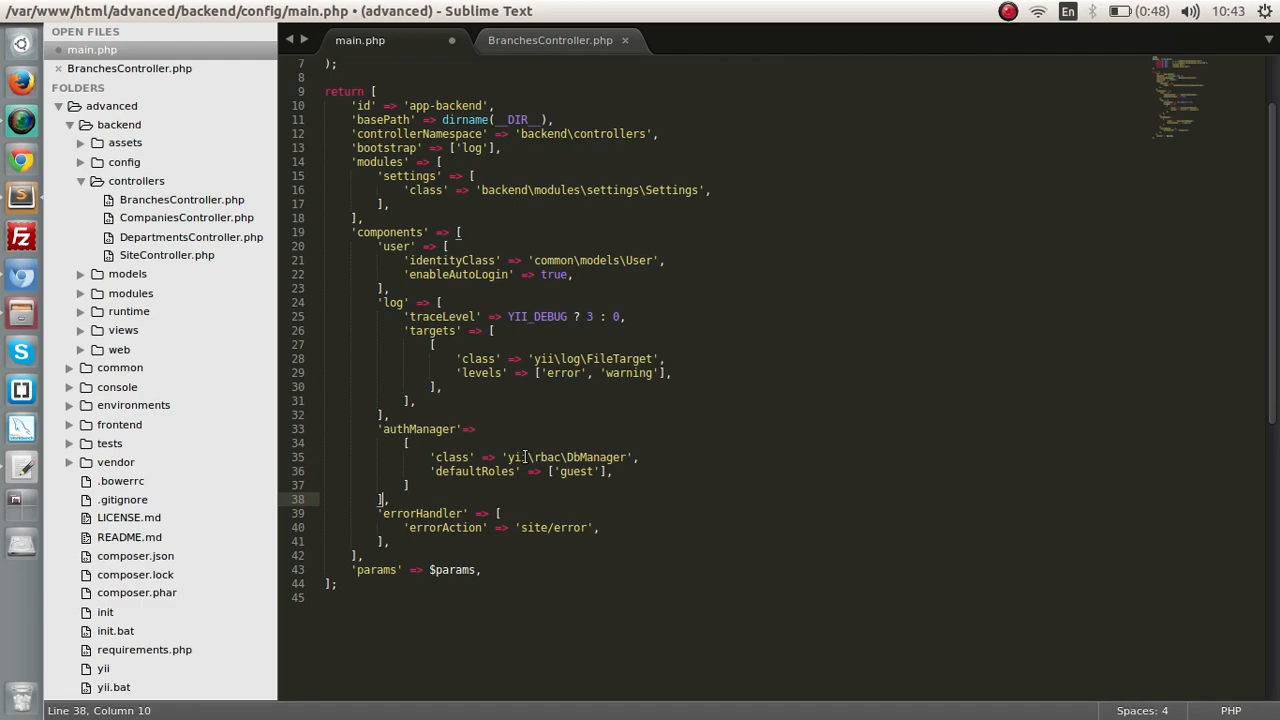 /var/www/html/advanced/backend/config/main.php • (advanced) - Sublime Text
En
(0:48)
10:43
OPEN FILES
main.php
BranchesController.php
FOLDERS
advanced
backend
assets
config
controllers
BranchesController.php
CompaniesController.php
DepartmentsController.php
SiteController.php
models
modules
runtime
views
web
common
console
environments
frontend
tests
vendor
.bowerrc
.gitignore
LICENSE.md
README.md
composer.json
composer.lock
composer.phar
init
init.bat
requirements.php
yii
yii.bat
main.php
BranchesController.php
7 );
8
9 return [
10 'id' => 'app-backend',
11 'basePath' => dirname(__DIR__),
12 'controllerNamespace' => 'backend\controllers',
13 'bootstrap' => ['log'],
14 'modules' => [
15 'settings' => [
16 'class' => 'backend\modules\settings\Settings',
17 ],
18 ],
19 'components' => [
20 'user' => [
21 'identityClass' => 'common\models\User',
22 'enableAutoLogin' => true,
23 ],
24 'log' => [
25 'traceLevel' => YII_DEBUG ? 3 : 0,
26 'targets' => [
27 [
28 'class' => 'yii\log\FileTarget',
29 'levels' => ['error', 'warning'],
30 ],
31 ],
32 ],
33 'authManager'=>
34 [
35 'class' => 'yii\rbac\DbManager',
36 'defaultRoles' => ['guest'],
37 ]
38 ],
39 'errorHandler' => [
40 'errorAction' => 'site/error',
41 ],
42 ],
43 'params' => $params,
44 ];
45
Line 38, Column 10
Spaces: 4
PHP